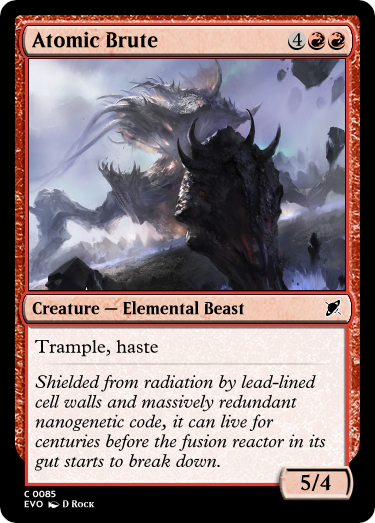 Atomic Brute 4
Creature — Elemental Beast
Trample, haste
Shielded from radiation by lead-lined
cell walls and massively redundant
nanogenetic code, it can live for
centuries before the fusion reactor in its
gut starts to break down.
5/4
C 0085
EVO D Rock